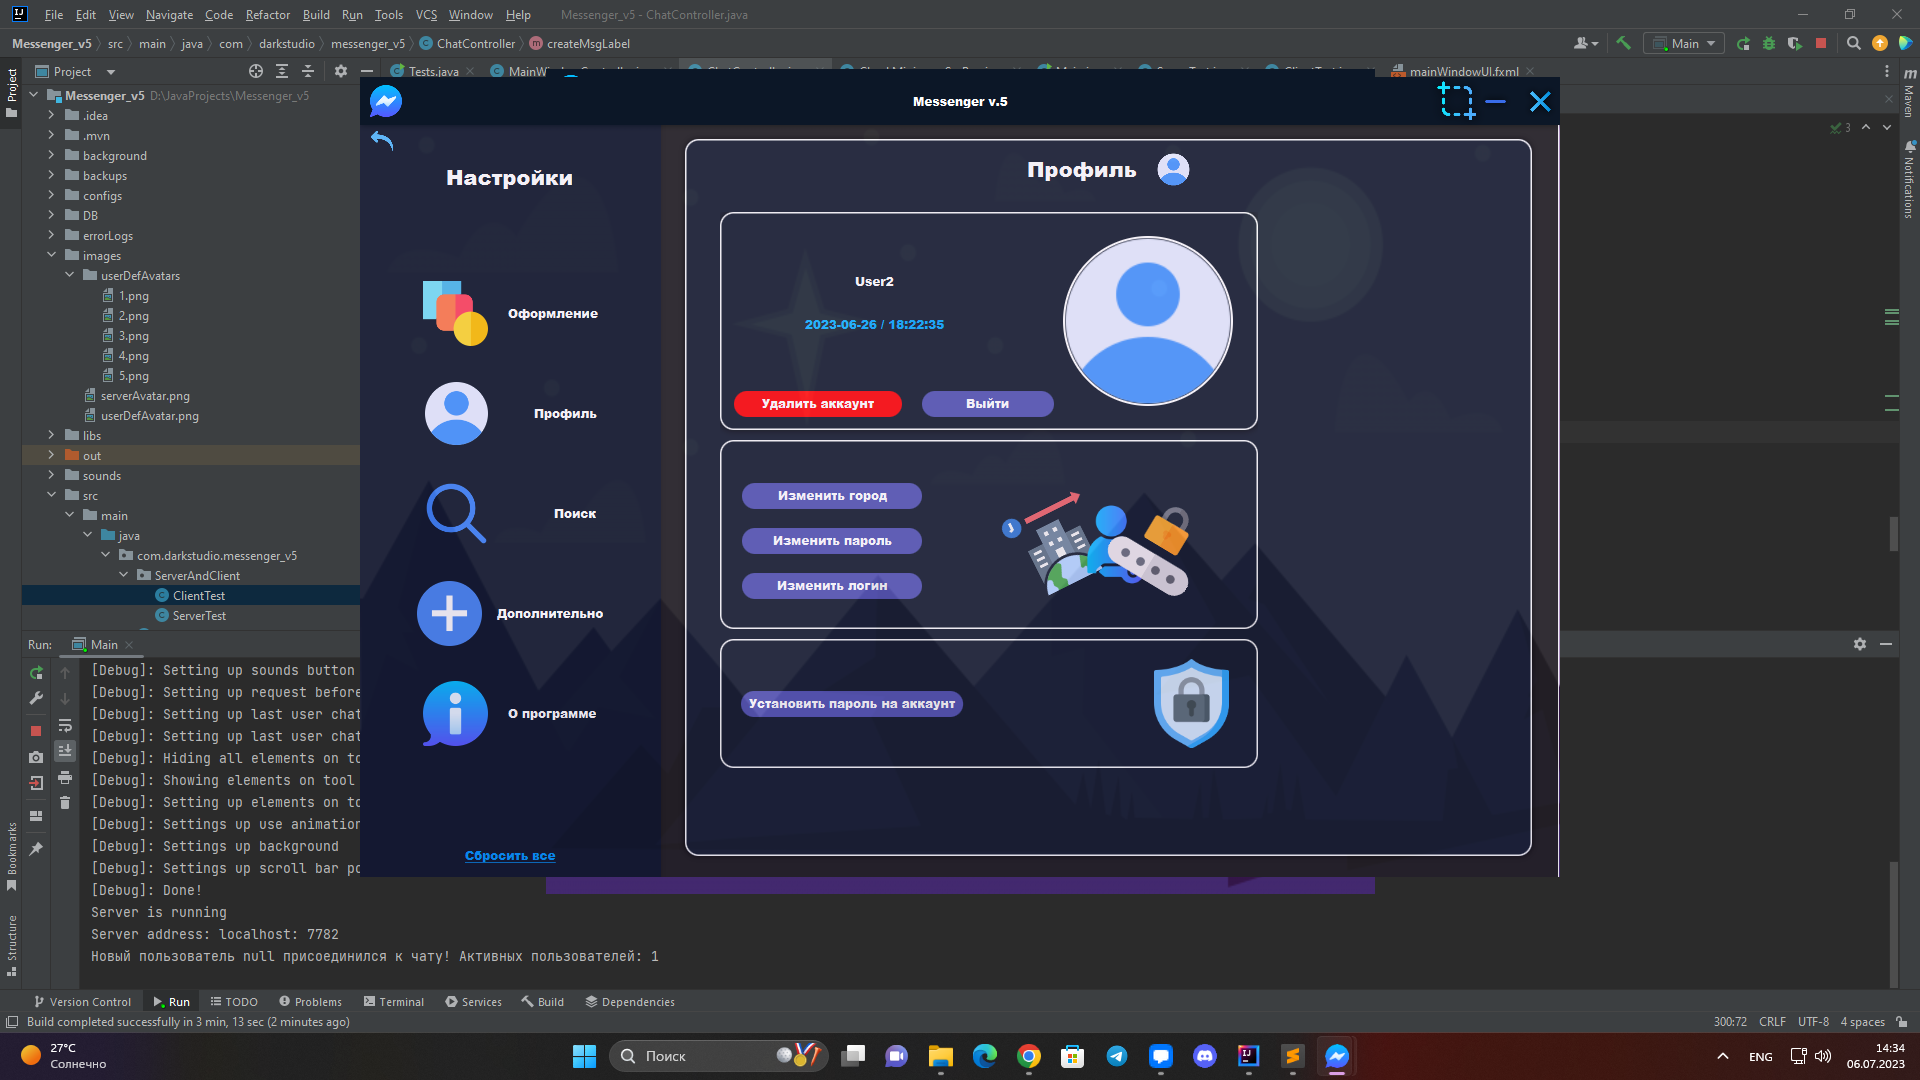 File Edit View Navigate Code Refactor Build Run Tools VCS Window Help Messenger_v5 - ChatController.java
Messenger_v5 src main java com darkstudio messenger_v5 ChatController createMsgLabel
Main
Project
Tests.java
mainWindowUI.fxml
Messenger_v5 D:\JavaProjects\Messenger_v5
.idea
.mvn
background
backups
configs
DB
errorLogs
images
userDefAvatars
1.png
2.png
3.png
4.png
5.png
serverAvatar.png
userDefAvatar.png
libs
out
sounds
src
main
java
com.darkstudio.messenger_v5
ServerAndClient
ClientTest
ServerTest
Project
Bookmarks
Structure
Maven
Notifications
3
Messenger v.5
Настройки
Оформление
Профиль
Поиск
Дополнительно
О программе
Сбросить все
Профиль
User2
2023-06-26 / 18:22:35
Удалить аккаунт
Выйти
Изменить город
Изменить пароль
Изменить логин
Установить пароль на аккаунт
Run: Main
[Debug]: Setting up sounds button
[Debug]: Setting up request before
[Debug]: Setting up last user chat
[Debug]: Setting up last user chat
[Debug]: Hiding all elements on to
[Debug]: Showing elements on tool
[Debug]: Setting up elements on to
[Debug]: Settings up use animation
[Debug]: Settings up background
[Debug]: Settings up scroll bar po
[Debug]: Done!
Server is running
Server address: localhost: 7782
Новый пользователь null присоединился к чату! Активных пользователей: 1
Version Control Run TODO Problems Terminal Services Build Dependencies
Build completed successfully in 3 min, 13 sec (2 minutes ago)
300:72 CRLF UTF-8 4 spaces
27°C
Солнечно
Поиск
ENG
14:34
06.07.2023